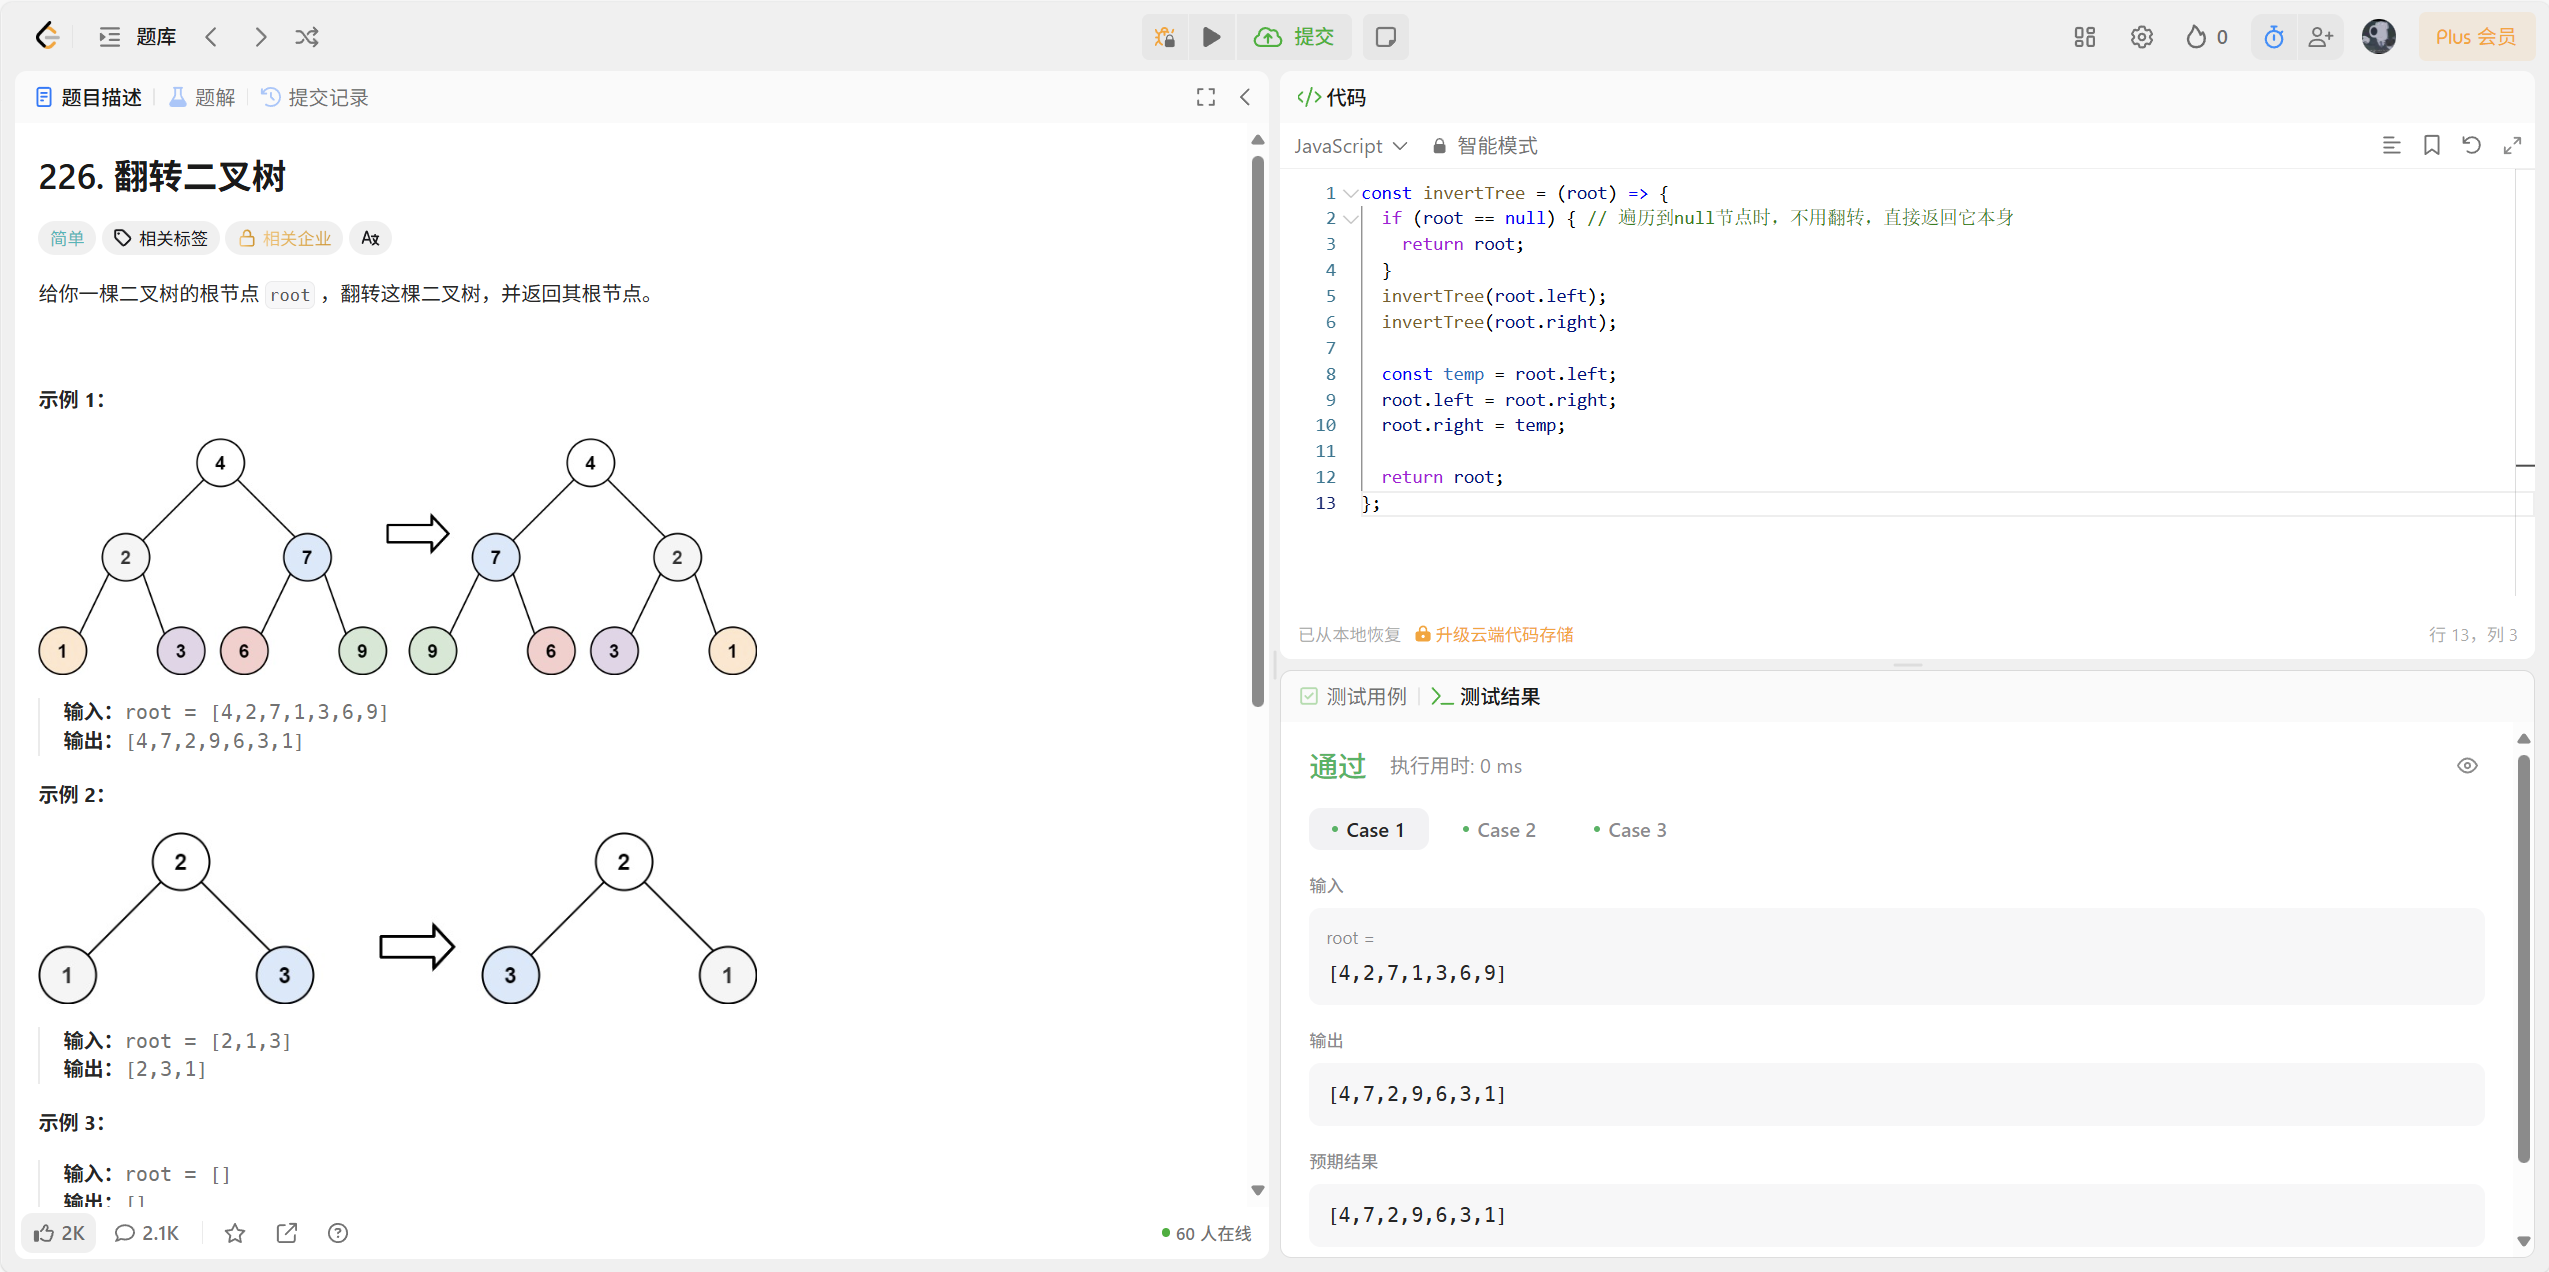 题库
提交
0
Plus 会员
题目描述
题解
提交记录
226. 翻转二叉树
简单
相关标签
相关企业
给你一棵二叉树的根节点 root ，翻转这棵二叉树，并返回其根节点。
示例 1：
4
4
2
7
7
2
1
3
6
9
9
6
3
1
输入：root = [4,2,7,1,3,6,9]
输出：[4,7,2,9,6,3,1]
示例 2：
2
2
1
3
3
1
输入：root = [2,1,3]
输出：[2,3,1]
示例 3：
输入：root = []
输出：[]
2K
2.1K
60 人在线
代码
JavaScript
智能模式
1 const invertTree = (root) => {
2 if (root == null) { // 遍历到null节点时，不用翻转，直接返回它本身
3 return root;
4 }
5 invertTree(root.left);
6 invertTree(root.right);
7
8 const temp = root.left;
9 root.left = root.right;
10 root.right = temp;
11
12 return root;
13 };
已从本地恢复
升级云端代码存储
行 13，列 3
测试用例
测试结果
通过
执行用时: 0 ms
Case 1
Case 2
Case 3
输入
root =
[4,2,7,1,3,6,9]
输出
[4,7,2,9,6,3,1]
预期结果
[4,7,2,9,6,3,1]